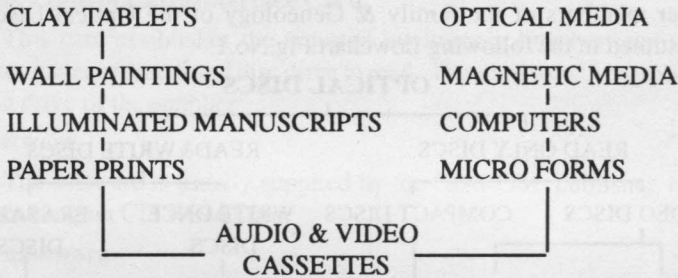 CLAY TABLETS OPTICAL MEDIA
WALL PAINTINGS MAGNETIC MEDIA
ILLUMINATED MANUSCRIPTS COMPUTERS
PAPER PRINTS MICRO FORMS
AUDIO & VIDEO
CASSETTES